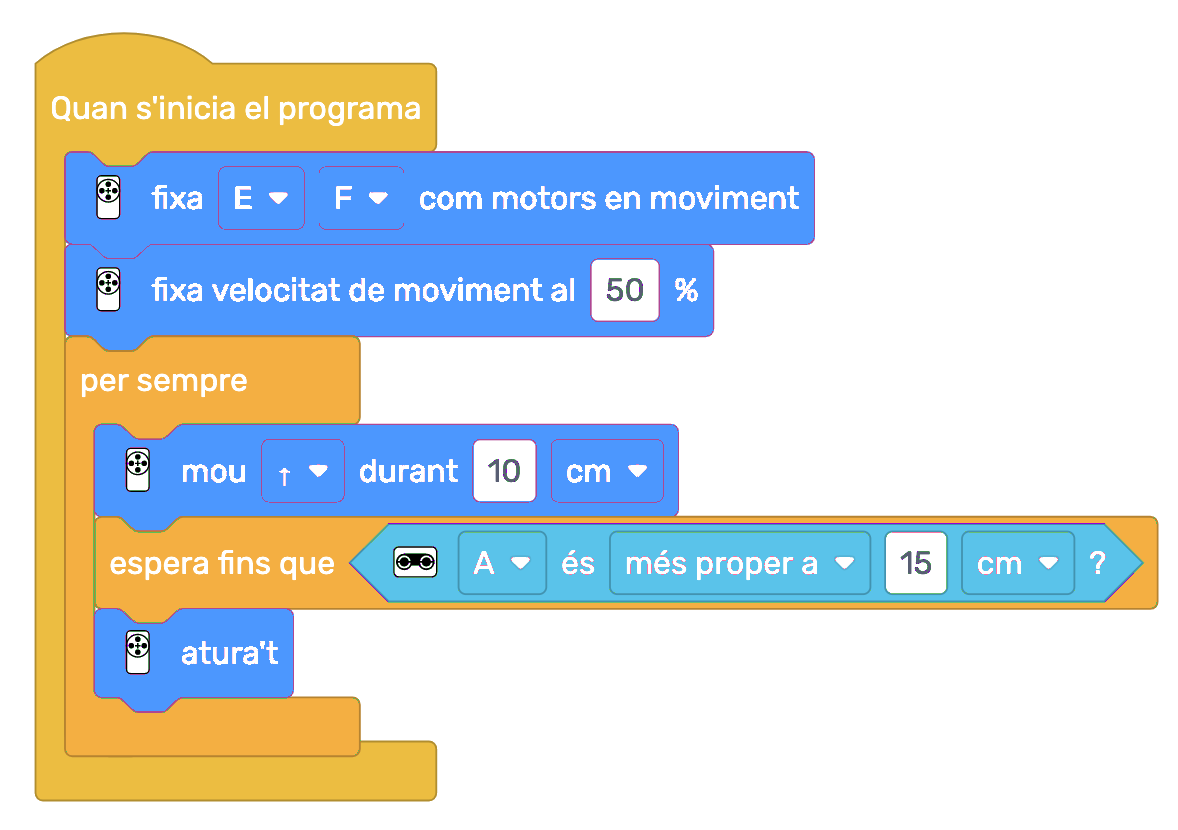 Quan s'inicia el programa
fixa E F com motors en moviment
fixa velocitat de moviment al 50 %
per sempre
mou ↑ durant 10 cm
espera fins que A és més proper a 15 cm ?
atura't